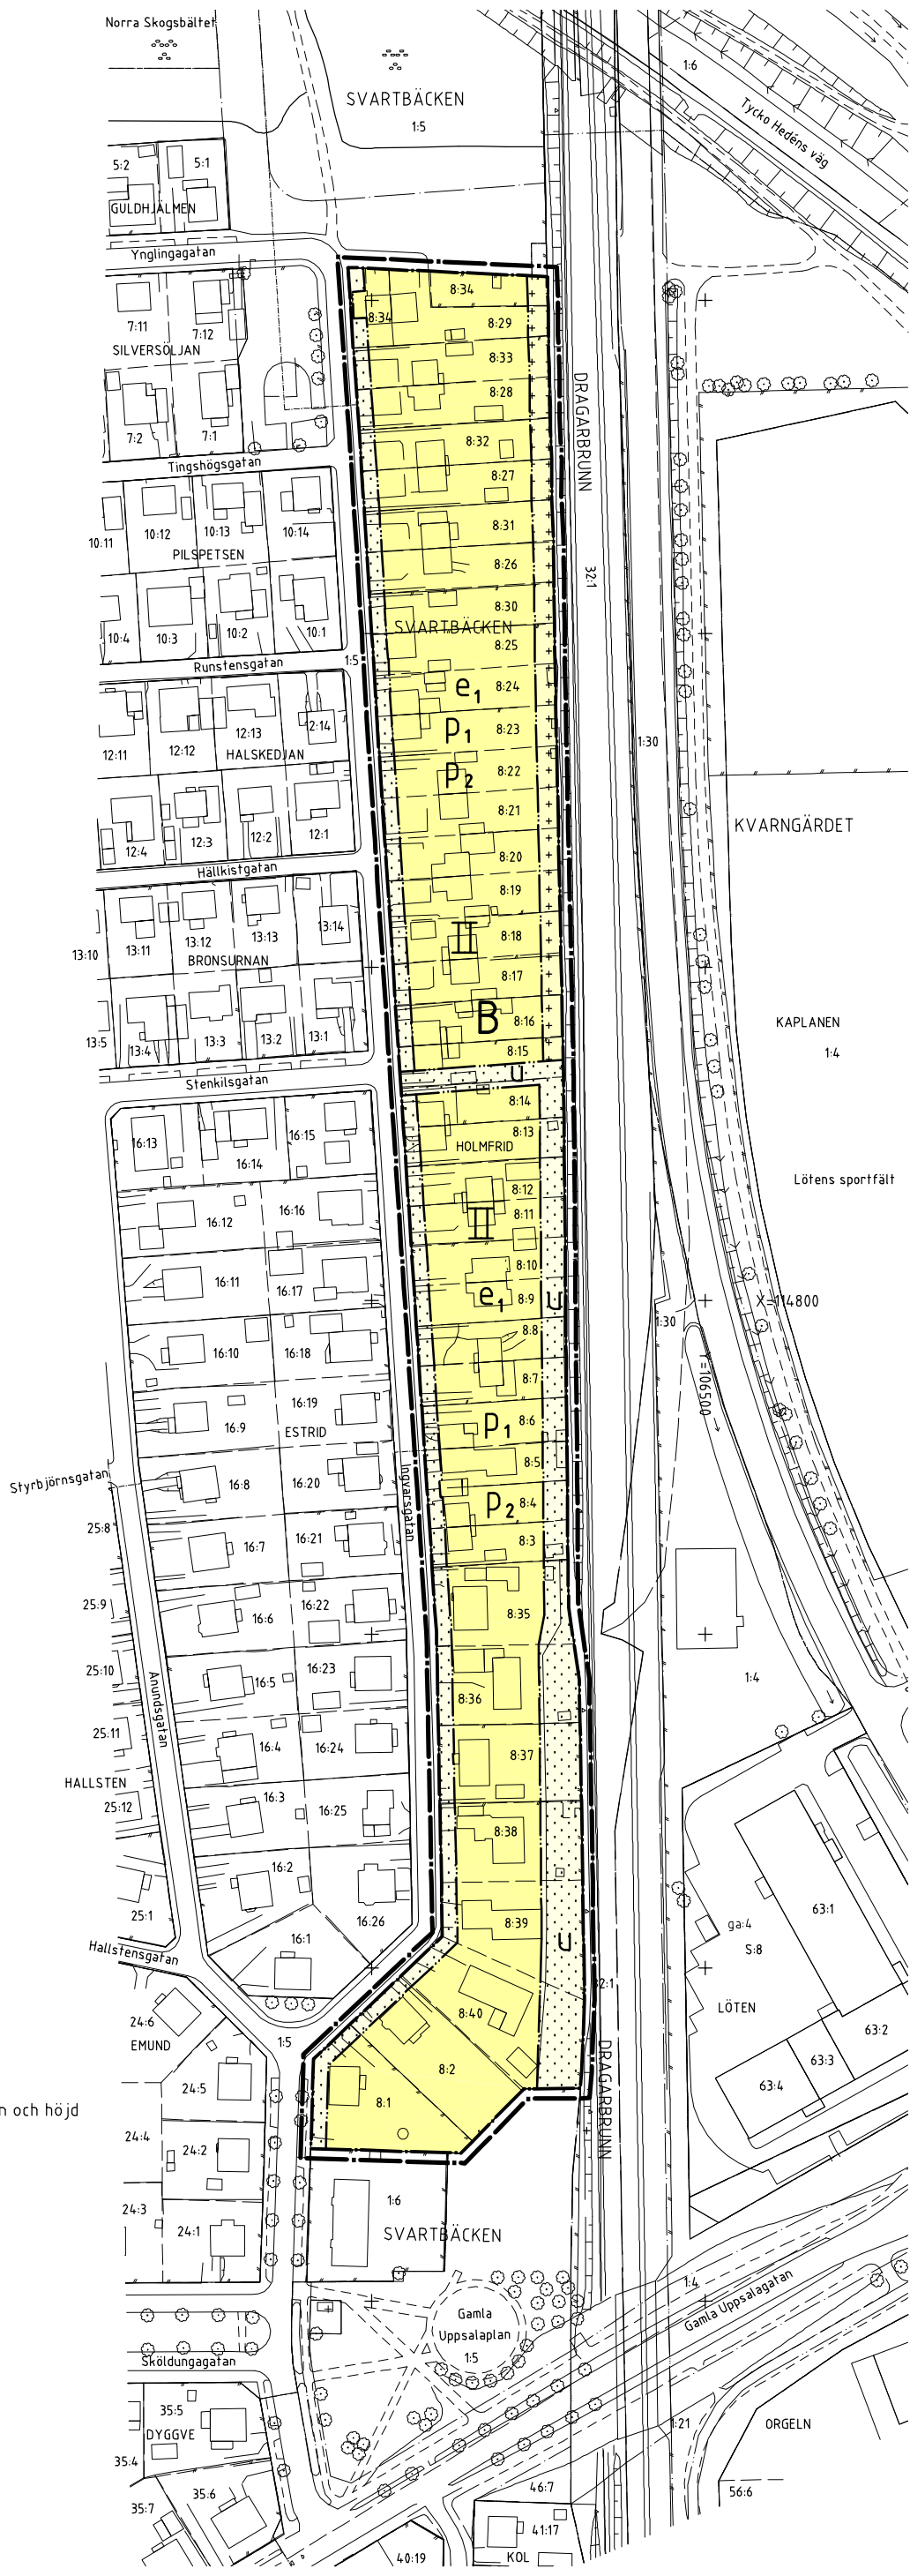 Norra Skogsbältet
SVARTBÄCKEN
1:5
1:6
Tycko Hedéns väg
5:2
5:1
GULDHJÄLMEN
Ynglingagatan
7:11
7:12
SILVERSÖLJAN
7:2
7:1
Tingshögsgatan
8:34
8:34
8:29
8:33
8:28
8:32
8:27
8:31
8:26
8:30
SVARTBÄCKEN
8:25
DRAGARBRUNN
32:1
10:11
10:12
10:13
10:14
PILSPETSEN
10:4
10:3
10:2
10:1
Runstensgatan
1:5
e1
8:24
p1
8:23
p2
8:22
8:21
8:20
8:19
II
8:18
8:17
B
8:16
8:15
u
8:14
1:30
KVARNGÄRDET
12:11
12:12
12:13
12:14
HALSKEDJAN
12:4
12:3
12:2
12:1
Hällkistgatan
13:10
13:11
13:12
13:13
13:14
BRONSURNAN
13:5
13:4
13:3
13:2
13:1
Stenkilsgatan
KAPLANEN
1:4
Lötens sportfält
16:13
16:14
16:15
8:13
HOLMFRID
8:12
8:11
II
8:10
e1
8:9
u
8:8
8:7
p1
8:6
8:5
p2
8:4
8:3
X=114800
1:30
Y=106500
16:12
16:16
16:11
16:17
16:10
16:18
16:19
16:9
ESTRID
16:8
16:20
Ingvarsgatan
Styrbjörnsgatan
25:8
16:7
16:21
25:9
16:6
16:22
25:10
16:5
16:23
Anundsgatan
25:11
16:4
16:24
HALLSTEN
25:12
16:3
16:25
16:2
25:1
16:26
16:1
Hallstensgatan
8:35
8:36
8:37
8:38
8:39
u
8:40
8:2
8:1
1:4
63:1
ga:4
S:8
LÖTEN
63:2
63:3
63:4
32:1
DRAGARBRUNN
24:6
EMUND
1:5
24:5
n och höjd
24:4
24:2
24:3
24:1
1:6
SVARTBÄCKEN
Gamla
Uppsalaplan
1:5
1:4
Gamla Uppsalagatan
Sköldungagatan
35:5
DYGGVE
35:4
35:6
35:7
1:21
ORGELN
46:7
56:6
41:17
KOL
40:19